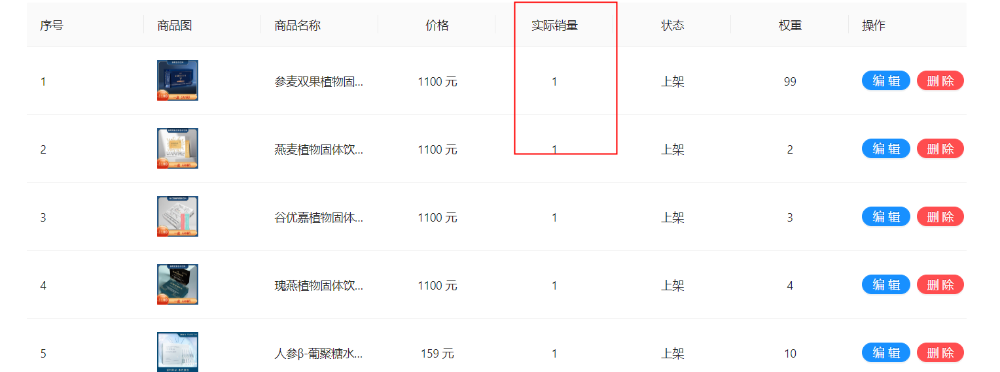 序号 商品图 商品名称 价格 实际销量 状态 权重 操作
1 参麦双果植物固... 1100 元 1 上架 99 编辑 删除
2 燕麦植物固体饮... 1100 元 1 上架 2 编辑 删除
3 谷优嘉植物固体... 1100 元 1 上架 3 编辑 删除
4 瑰燕植物固体饮... 1100 元 1 上架 4 编辑 删除
5 人参β-葡聚糖水... 159 元 1 上架 10 编辑 删除